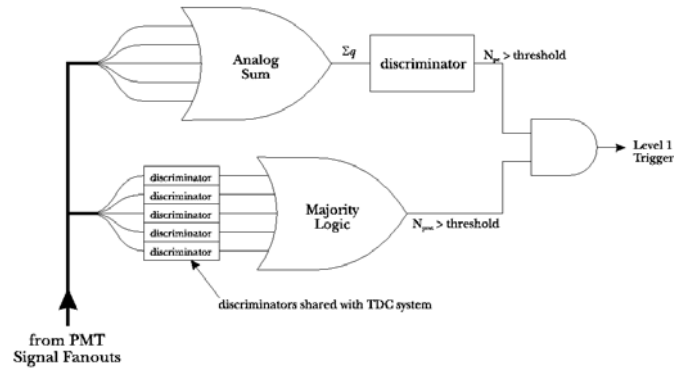 Analog
Sum
Σq
discriminator
N_pe > threshold
Level 1
Trigger
discriminator
discriminator
discriminator
discriminator
discriminator
Majority
Logic
N_pmt > threshold
discriminators shared with TDC system
from PMT
Signal Fanouts